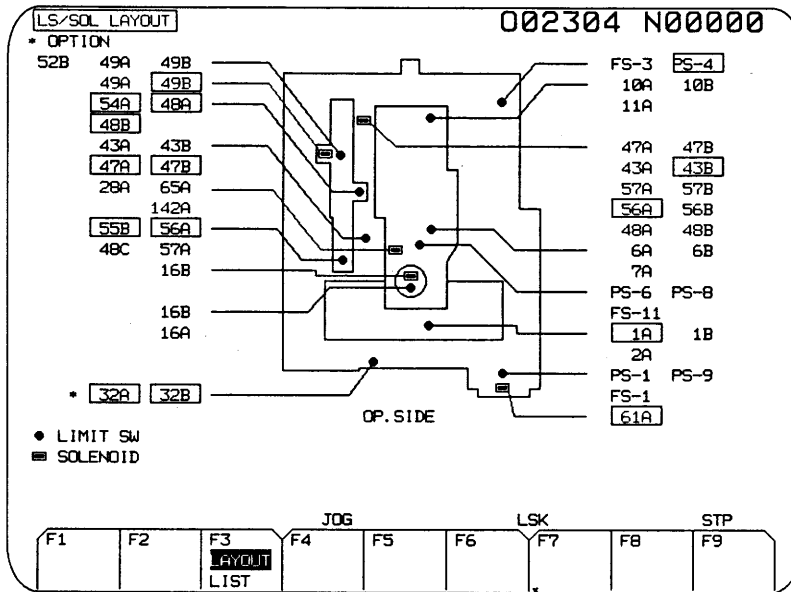 LS/SOL LAYOUT
O02304 N00000
* OPTION
52B 49A 49B
49A 49B
54A 48A
48B
43A 43B
47A 47B
28A 65A
142A
55B 56A
48C 57A
16B
16B
16A
* 32A 32B
FS-3 PS-4
10A 10B
11A
47A 47B
43A 43B
57A 57B
56A 56B
48A 48B
6A 6B
7A
PS-6 PS-8
FS-11
1A 1B
2A
PS-1 PS-9
FS-1
61A
OP.SIDE
LIMIT SW
SOLENOID
JOG LSK STP
F1 F2 F3 F4 F5 F6 F7 F8 F9
LAYOUT
LIST